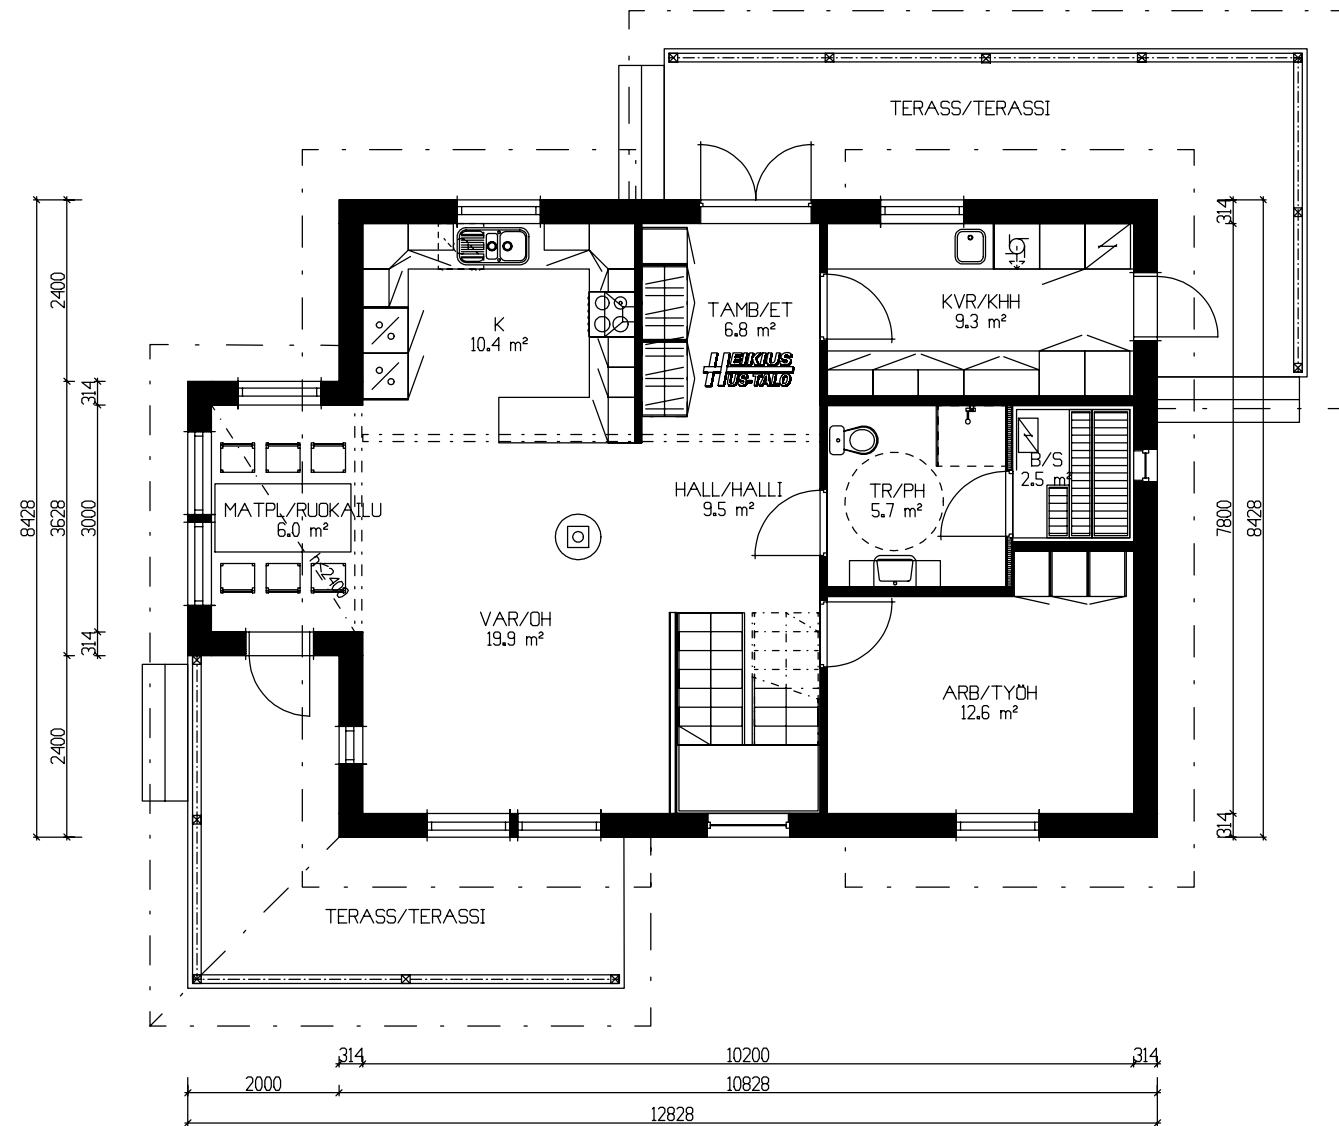 TERASS/TERASSI
K
10.4 m²
TAMB/ET
6.8 m²
HEIKIUS
HUS-TALO
KVR/KHH
9.3 m²
MATPL/RUOKAILU
6.0 m²
h<2400
HALL/HALLI
9.5 m²
TR/PH
5.7 m²
B/S
2.5 m²
VAR/OH
19.9 m²
ARB/TYÖH
12.6 m²
TERASS/TERASSI
8428
2400
3628
2400
314
3000
314
314
7800
314
8428
314
10200
314
2000
10828
12828